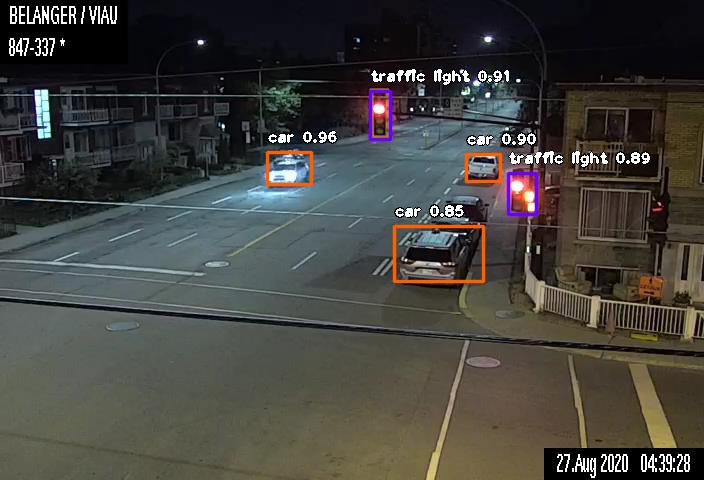 BELANGER / VIAU
847-337 *
traffic light 0.91
car 0.96
car 0.90
traffic light 0.89
car 0.85
27.Aug 2020 04:39:28